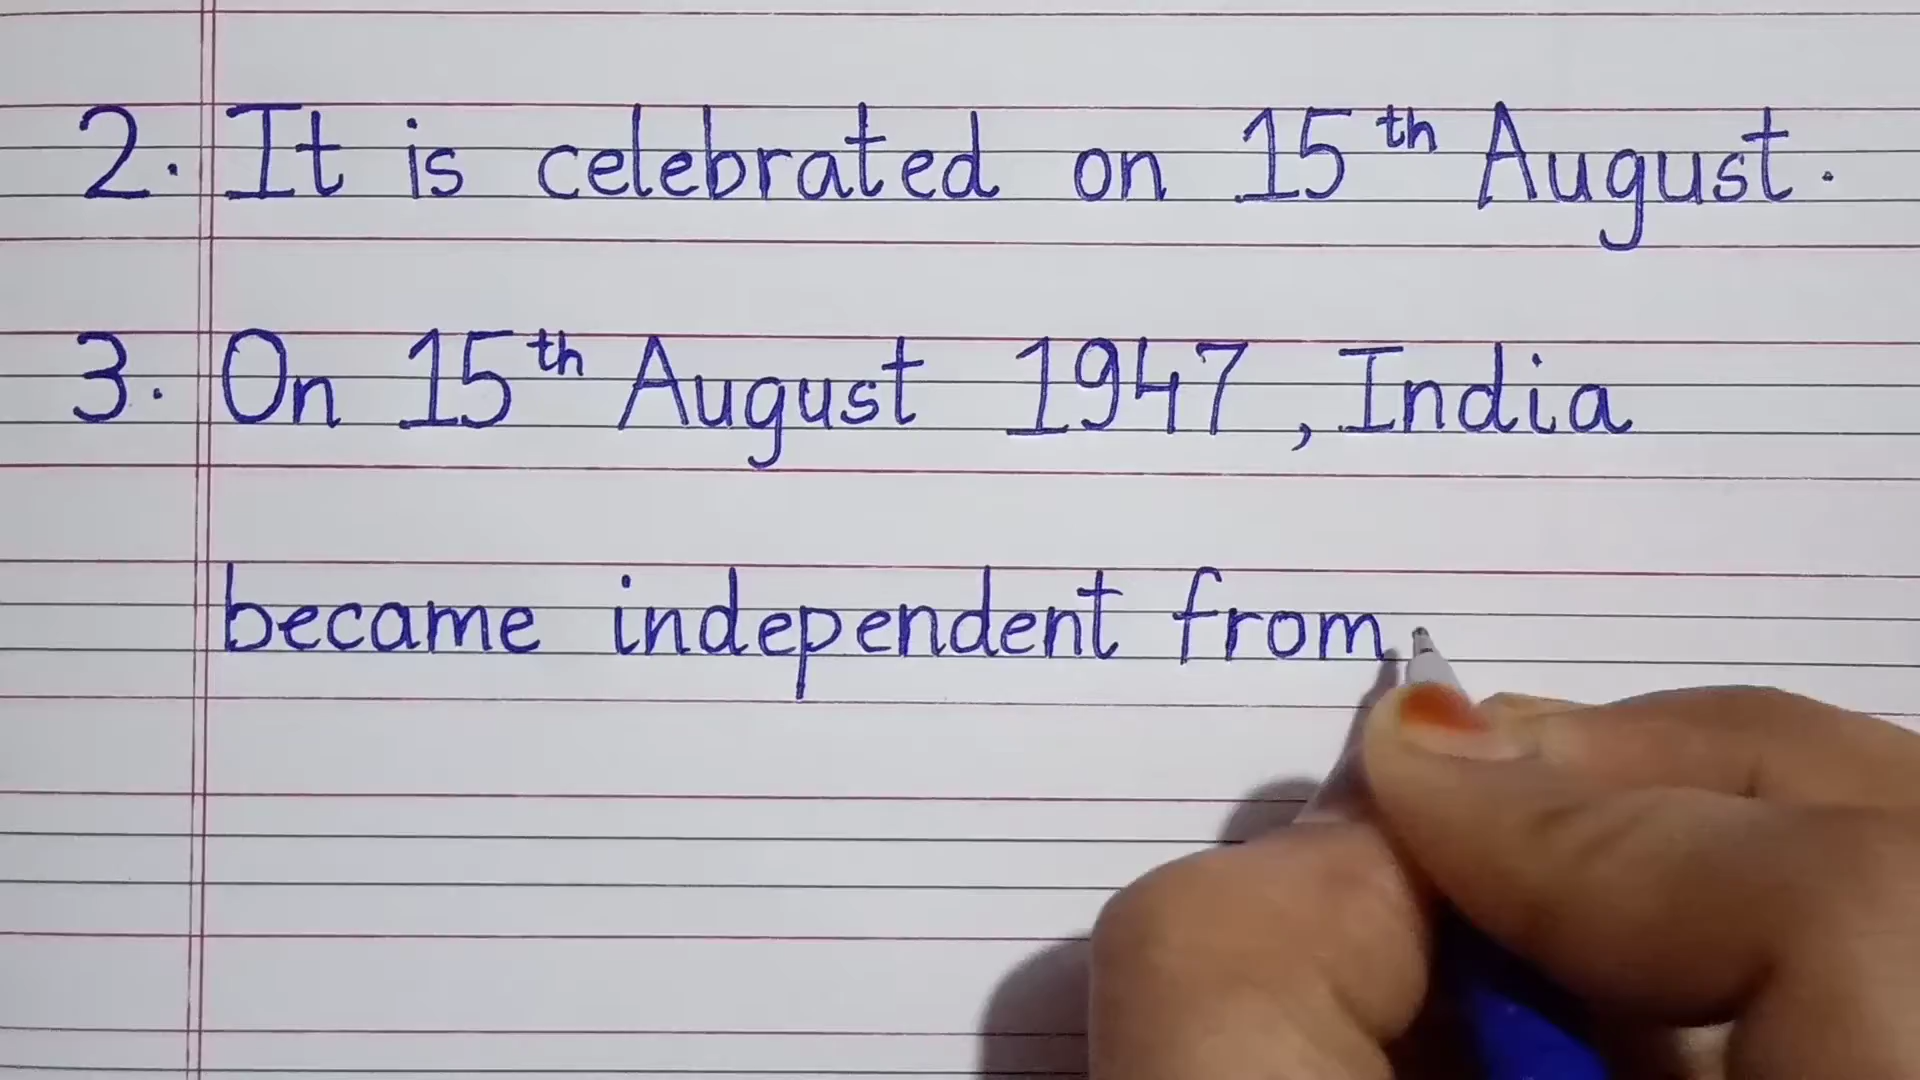 2. It is celebrated on 15th August.
3. On 15th August 1947, India
became independent from